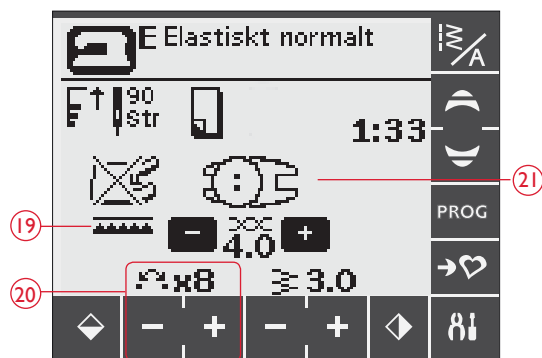 E Elastiskt normalt
A
90
Str
1:33
21
19
- 4.0 +
PROG
20
x8 3.0
- + - +